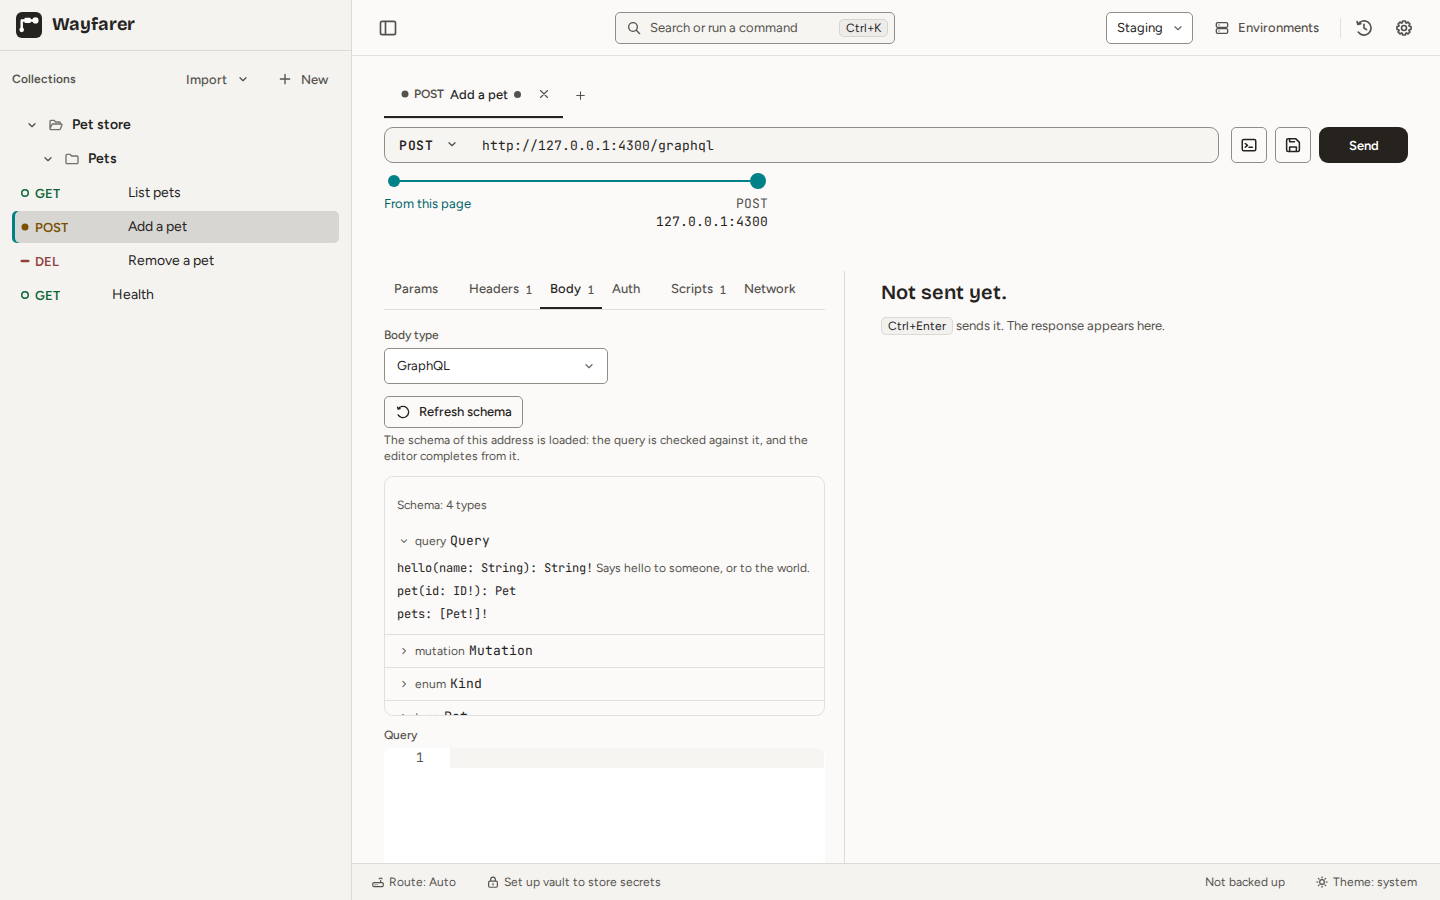 Wayfarer
Search or run a command Ctrl+K
Staging
Environments
Collections Import New
POST Add a pet
Pet store
Pets
GET List pets
POST Add a pet
DEL Remove a pet
GET Health
POST http://127.0.0.1:4300/graphql Send
From this page
POST
127.0.0.1:4300
Params Headers 1 Body 1 Auth Scripts 1 Network
Body type
GraphQL
Refresh schema
The schema of this address is loaded: the query is checked against it, and the
editor completes from it.
Schema: 4 types
query Query
hello(name: String): String! Says hello to someone, or to the world.
pet(id: ID!): Pet
pets: [Pet!]!
mutation Mutation
enum Kind
Query
1
Not sent yet.
Ctrl+Enter sends it. The response appears here.
Route: Auto Set up vault to store secrets Not backed up Theme: system